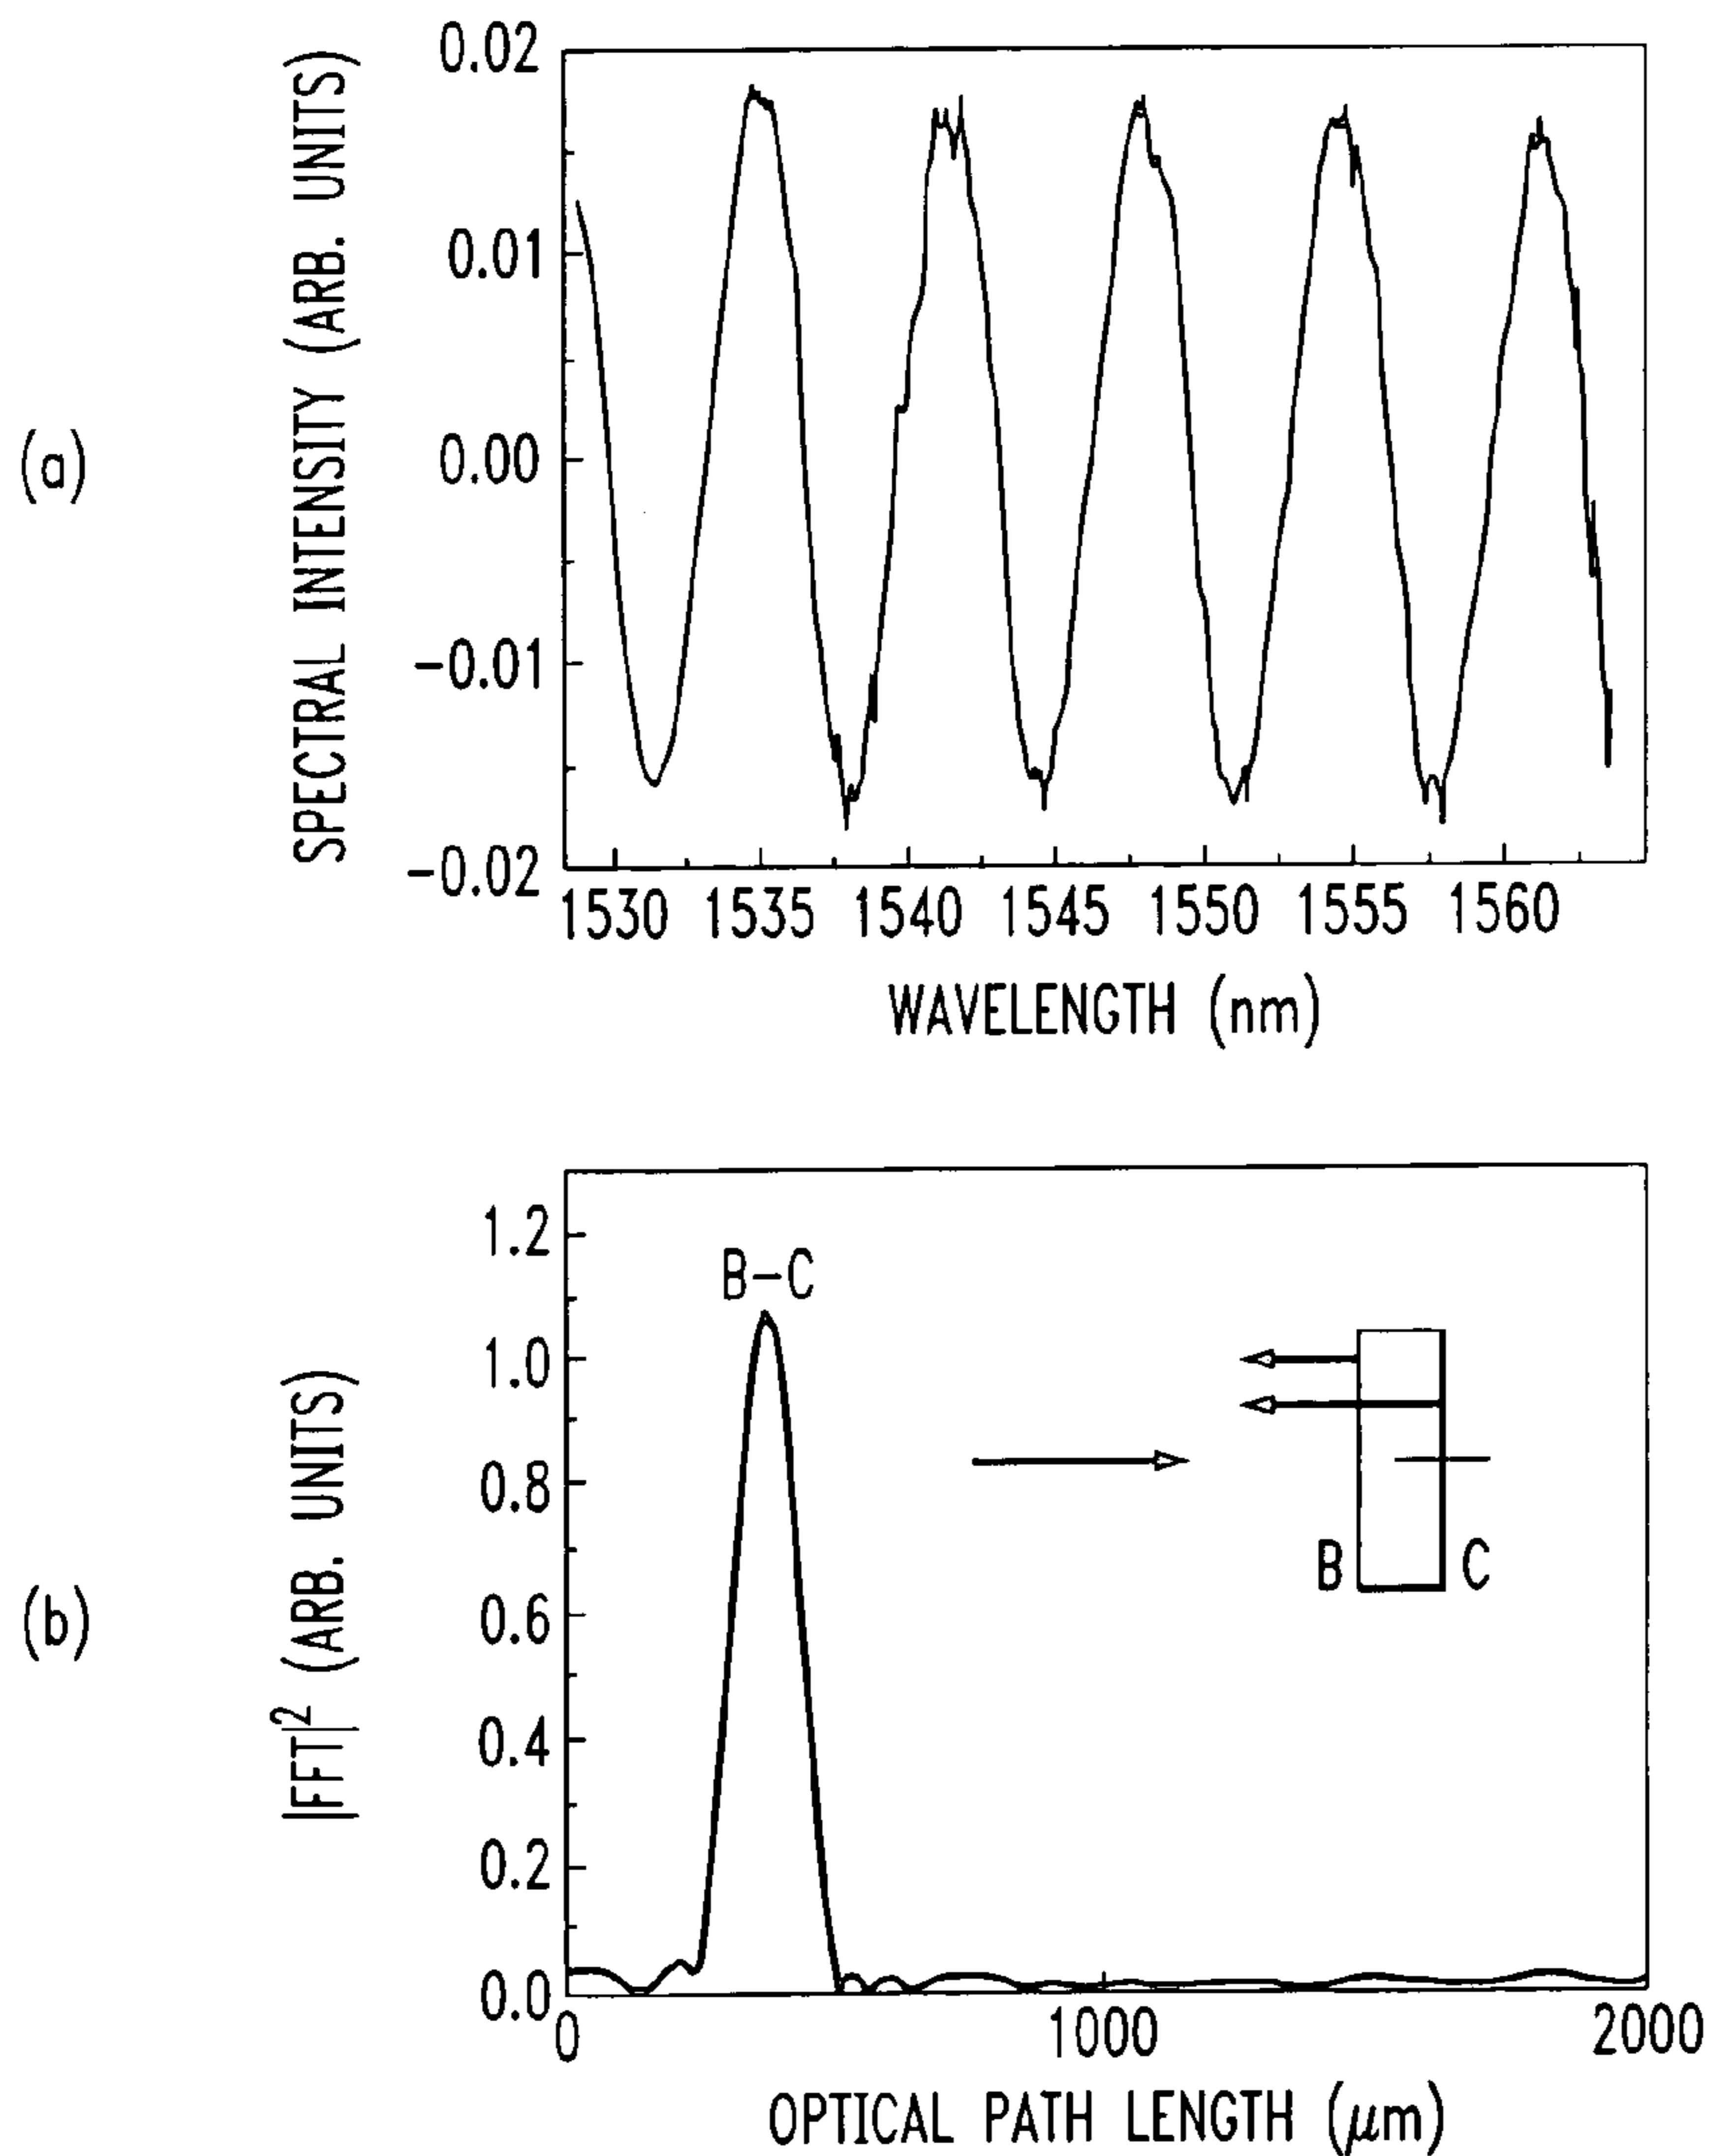 (a)
SPECTRAL INTENSITY (ARB. UNITS)
0.02
0.01
0.00
-0.01
-0.02
1530 1535 1540 1545 1550 1555 1560
WAVELENGTH (nm)
(b)
|FFT|² (ARB. UNITS)
1.2
1.0
0.8
0.6
0.4
0.2
0.0
B-C
B C
0 1000 2000
OPTICAL PATH LENGTH (μm)